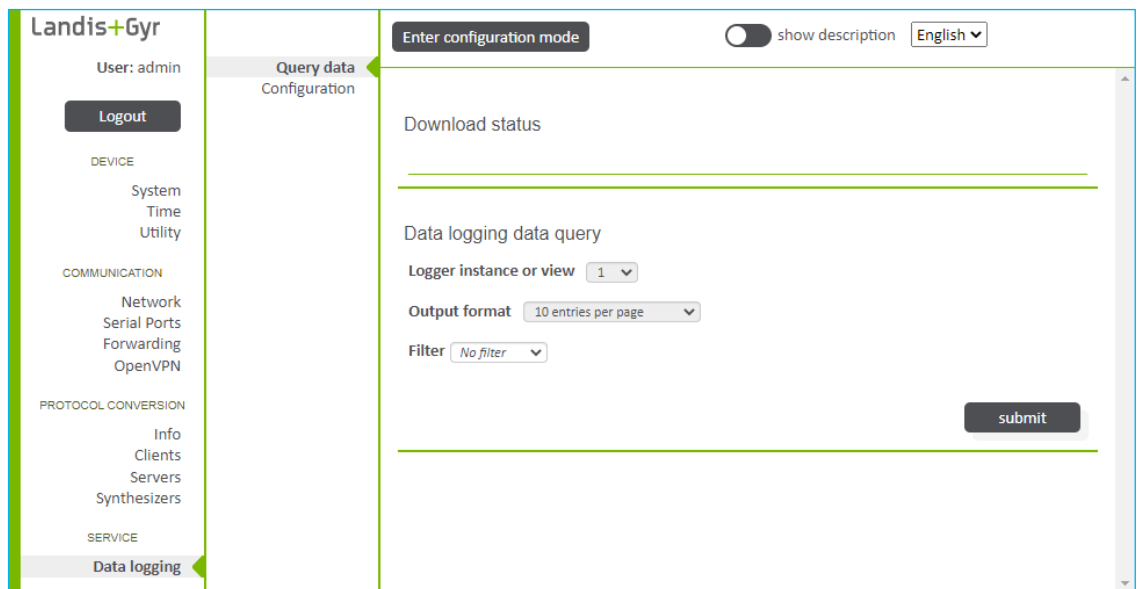 Landis+Gyr
User: admin
Logout
DEVICE
System
Time
Utility
COMMUNICATION
Network
Serial Ports
Forwarding
OpenVPN
PROTOCOL CONVERSION
Info
Clients
Servers
Synthesizers
SERVICE
Data logging
Query data
Configuration
Enter configuration mode
show description
English
Download status
Data logging data query
Logger instance or view 1
Output format 10 entries per page
Filter No filter
submit